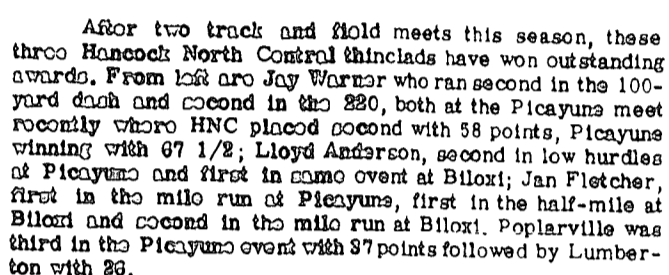 After two track and field meets this season, these
three Hancock North Central thinclads have won outstanding
awards. From left are Jay Warner who ran second in the 100-
yard dash and second in the 220, both at the Picayune meet
recently where HNC placed second with 58 points, Picayune
winning with 67 1/2; Lloyd Anderson, second in low hurdles
at Picayune and first in same event at Biloxi; Jan Fletcher,
first in the mile run at Picayune, first in the half-mile at
Biloxi and second in the mile run at Biloxi. Poplarville was
third in the Picayune event with 37 points followed by Lumber-
ton with 26.